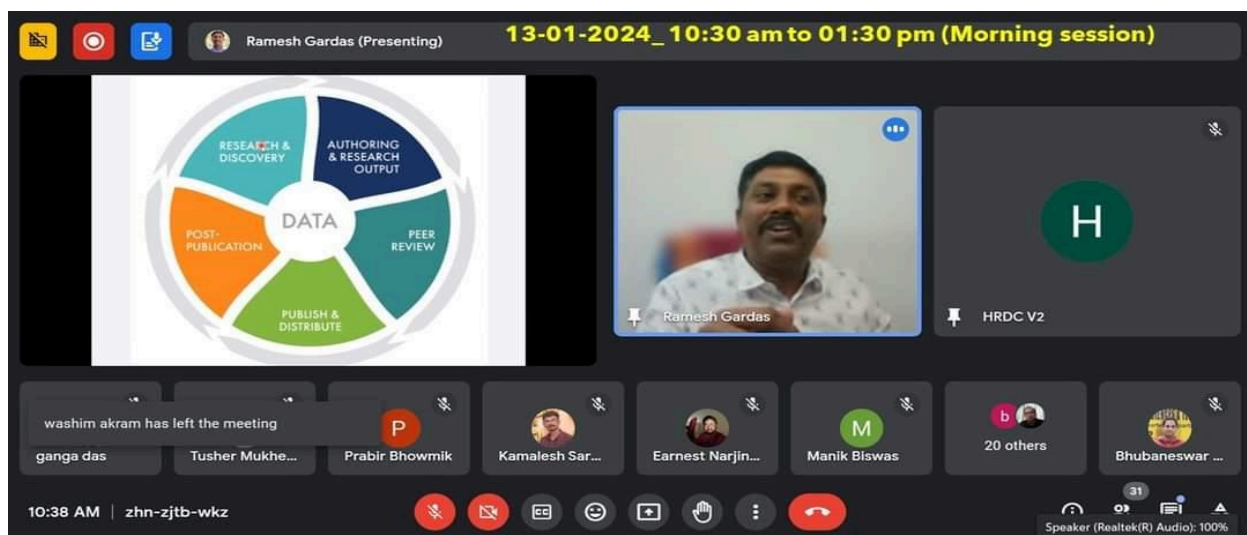 Ramesh Gardas (Presenting)
13-01-2024_ 10:30 am to 01:30 pm (Morning session)
RESEARCH &
DISCOVERY
AUTHORING
& RESEARCH
OUTPUT
DATA
POST-
PUBLICATION
PEER
REVIEW
PUBLISH &
DISTRIBUTE
Ramesh Gardas
H
HRDC V2
washim akram has left the meeting
ganga das
Tusher Mukhe...
P
Prabir Bhowmik
Kamalesh Sar...
Earnest Narjin...
M
Manik Biswas
b
20 others
Bhubaneswar ...
10:38 AM | zhn-zjtb-wkz
CC
31
Speaker (Realtek(R) Audio): 100%